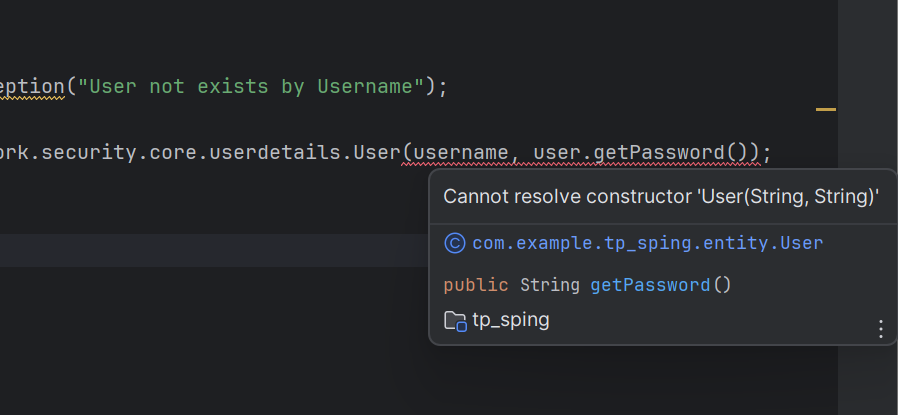 eption("User not exists by Username");
ork.security.core.userdetails.User(username, user.getPassword());
Cannot resolve constructor 'User(String, String)'
com.example.tp_sping.entity.User
public String getPassword()
tp_sping